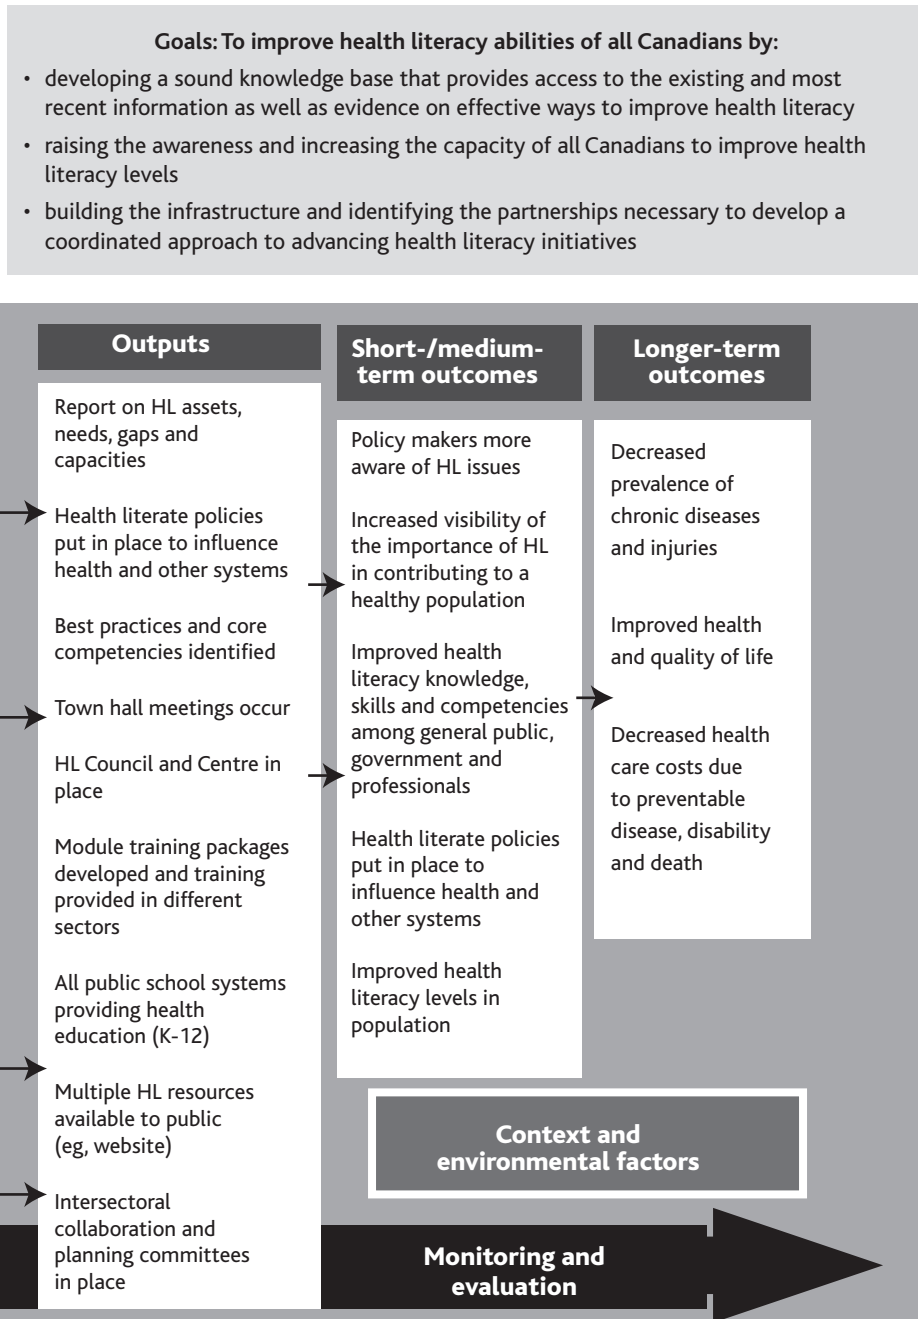 Goals: To improve health literacy abilities of all Canadians by:
• developing a sound knowledge base that provides access to the existing and most
recent information as well as evidence on effective ways to improve health literacy
• raising the awareness and increasing the capacity of all Canadians to improve health
literacy levels
• building the infrastructure and identifying the partnerships necessary to develop a
coordinated approach to advancing health literacy initiatives
Outputs
Report on HL assets,
needs, gaps and
capacities
Health literate policies
put in place to influence
health and other systems
Best practices and core
competencies identified
Town hall meetings occur
HL Council and Centre in
place
Module training packages
developed and training
provided in different
sectors
All public school systems
providing health
education (K-12)
Multiple HL resources
available to public
(eg, website)
Intersectoral
collaboration and
planning committees
in place
Short-/medium-
term outcomes
Policy makers more
aware of HL issues
Increased visibility of
the importance of HL
in contributing to a
healthy population
Improved health
literacy knowledge,
skills and competencies
among general public,
government and
professionals
Health literate policies
put in place to
influence health and
other systems
Improved health
literacy levels in
population
Longer-term
outcomes
Decreased
prevalence of
chronic diseases
and injuries
Improved health
and quality of life
Decreased health
care costs due
to preventable
disease, disability
and death
Context and
environmental factors
Monitoring and
evaluation